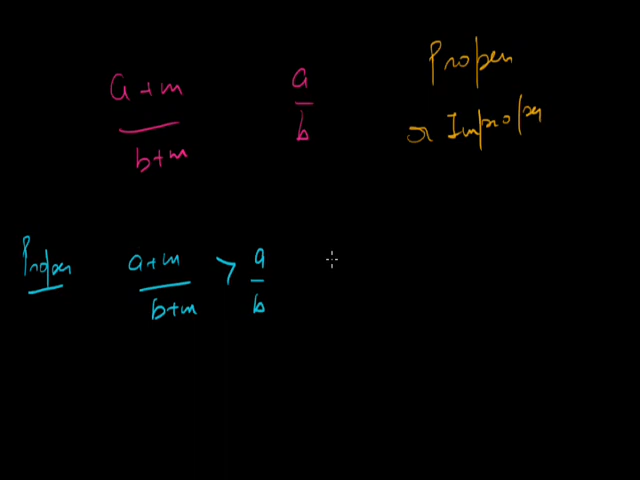 a+m / b+m   a / b   Proper
or Improper
Proper   a+m / b+m > a / b